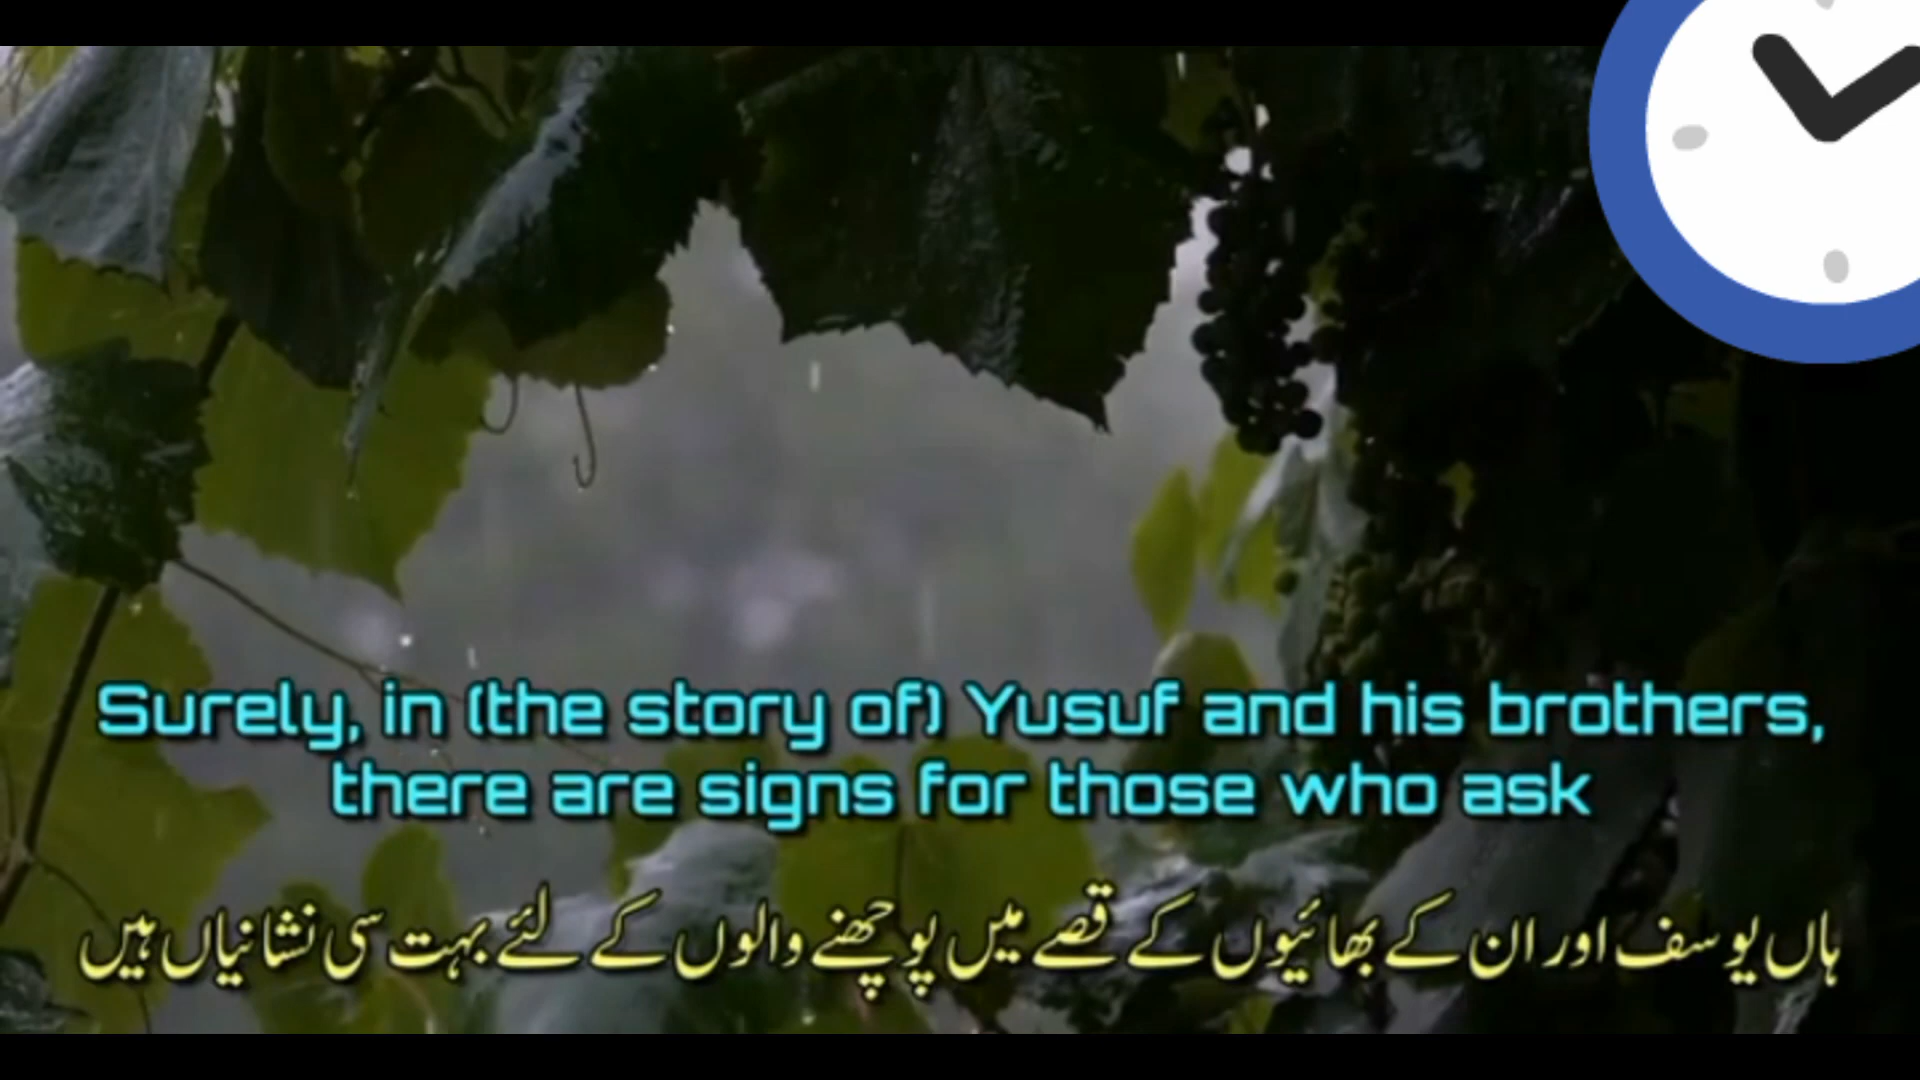 Surely, in (the story of) Yusuf and his brothers,
there are signs for those who ask
ہاں یوسف اور ان کے بھائیوں کے قصے میں پوچھنے والوں کے لئے بہت سی نشانیاں ہیں